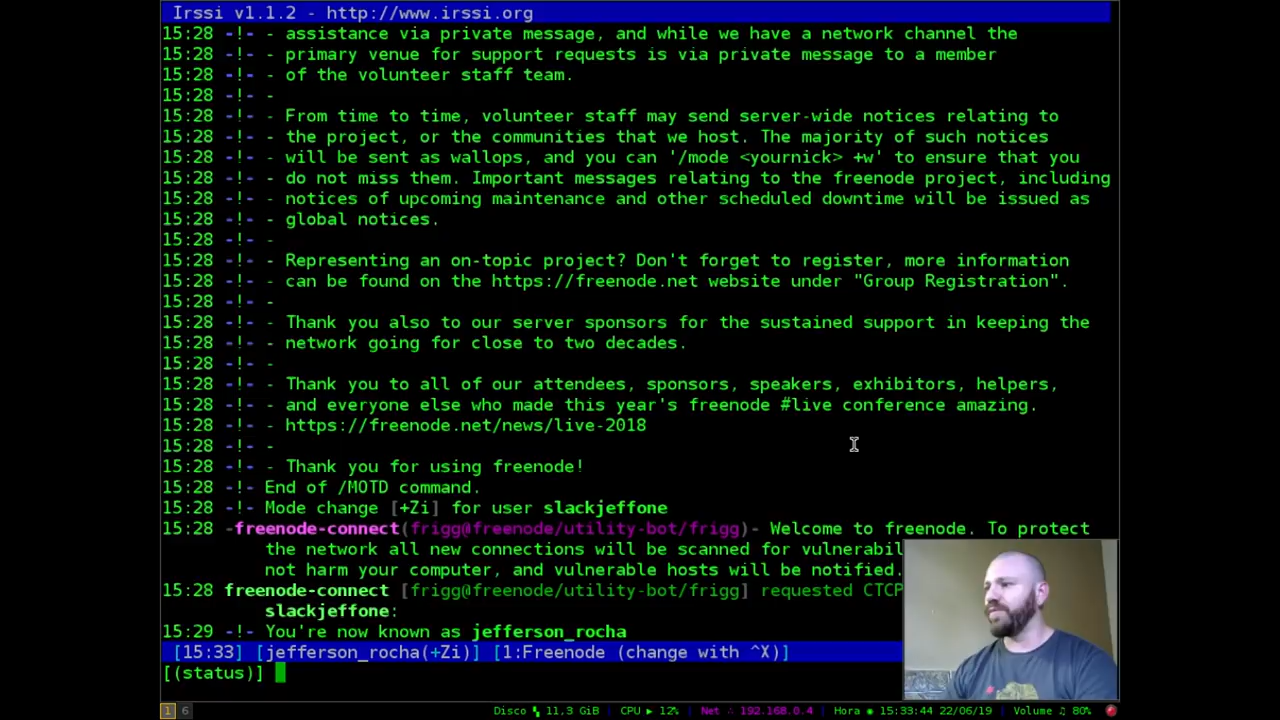 Irssi v1.1.2 - http://www.irssi.org
15:28 -!- - assistance via private message, and while we have a network channel the
15:28 -!- - primary venue for support requests is via private message to a member
15:28 -!- - of the volunteer staff team.
15:28 -!- -
15:28 -!- - From time to time, volunteer staff may send server-wide notices relating to
15:28 -!- - the project, or the communities that we host. The majority of such notices
15:28 -!- - will be sent as wallops, and you can '/mode <yournick> +w' to ensure that you
15:28 -!- - do not miss them. Important messages relating to the freenode project, including
15:28 -!- - notices of upcoming maintenance and other scheduled downtime will be issued as
15:28 -!- - global notices.
15:28 -!- -
15:28 -!- - Representing an on-topic project? Don't forget to register, more information
15:28 -!- - can be found on the https://freenode.net website under "Group Registration".
15:28 -!- -
15:28 -!- - Thank you also to our server sponsors for the sustained support in keeping the
15:28 -!- - network going for close to two decades.
15:28 -!- -
15:28 -!- - Thank you to all of our attendees, sponsors, speakers, exhibitors, helpers,
15:28 -!- - and everyone else who made this year's freenode #live conference amazing.
15:28 -!- - https://freenode.net/news/live-2018
15:28 -!- -
15:28 -!- - Thank you for using freenode!
15:28 -!- End of /MOTD command.
15:28 -!- Mode change [+Zi] for user slackjeffone
15:28 -freenode-connect(frigg@freenode/utility-bot/frigg)- Welcome to freenode. To protect
the network all new connections will be scanned for vulnerabil
not harm your computer, and vulnerable hosts will be notified.
15:28 freenode-connect [frigg@freenode/utility-bot/frigg] requested CTCP
slackjeffone:
15:29 -!- You're now known as jefferson_rocha
[15:33] [jefferson_rocha(+Zi)] [1:Freenode (change with ^X)]
[(status)]
1 6 Disco 11,3 GiB | CPU ▶ 12% | Net ∴ 192.168.0.4 | Hora ◉ 15:33:44 22/06/19 | Volume ♫ 80%